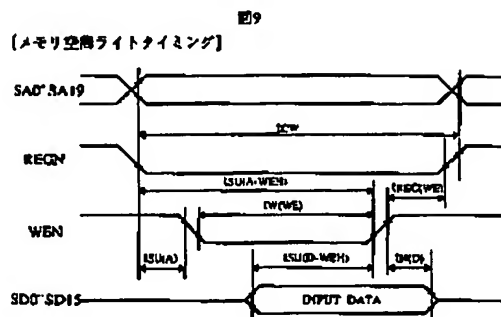 図9
[メモリ空間ライトタイミング]
SA0~SA19
tCW
REGN
tSU(A-WEH)
tREC(WE)
tW(WE)
WEN
tSU(A)
tSU(D-WEH)
tH(D)
SD0~SD15
INPUT DATA